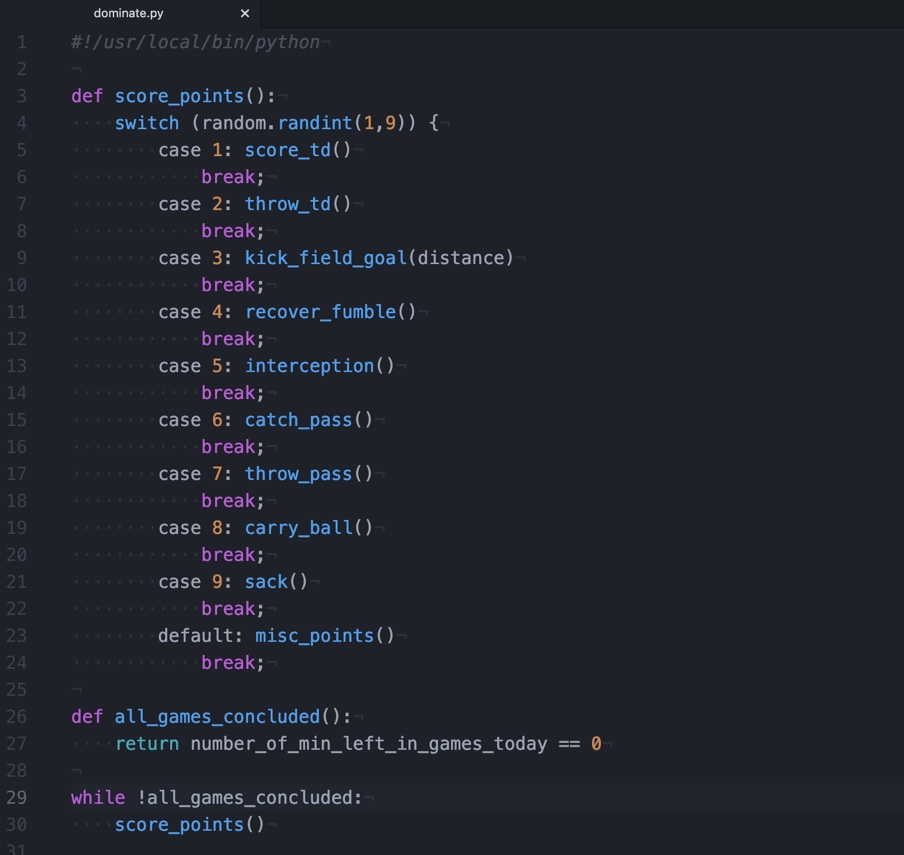 dominate.py ×
1 #!/usr/local/bin/python¬
2 ¬
3 def score_points():¬
4 ····switch (random.randint(1,9)) {¬
5 ········case 1: score_td()¬
6 ············break;¬
7 ········case 2: throw_td()¬
8 ············break;¬
9 ········case 3: kick_field_goal(distance)¬
10 ············break;¬
11 ········case 4: recover_fumble()¬
12 ············break;¬
13 ········case 5: interception()¬
14 ············break;¬
15 ········case 6: catch_pass()¬
16 ············break;¬
17 ········case 7: throw_pass()¬
18 ············break;¬
19 ········case 8: carry_ball()¬
20 ············break;¬
21 ········case 9: sack()¬
22 ············break;¬
23 ········default: misc_points()¬
24 ············break;¬
25 ¬
26 def all_games_concluded():¬
27 ····return number_of_min_left_in_games_today == 0¬
28 ¬
29 while !all_games_concluded:¬
30 ····score_points()¬
31